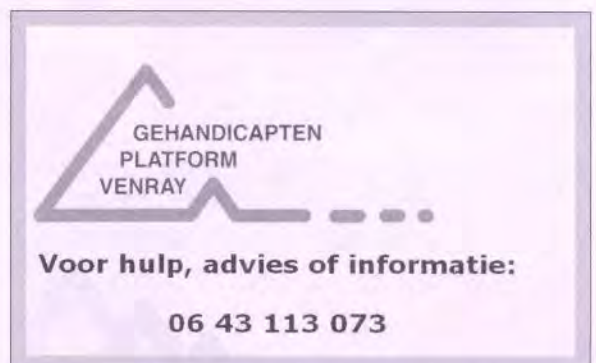 GEHANDICAPTEN
PLATFORM
VENRAY
Voor hulp, advies of informatie:
06 43 113 073